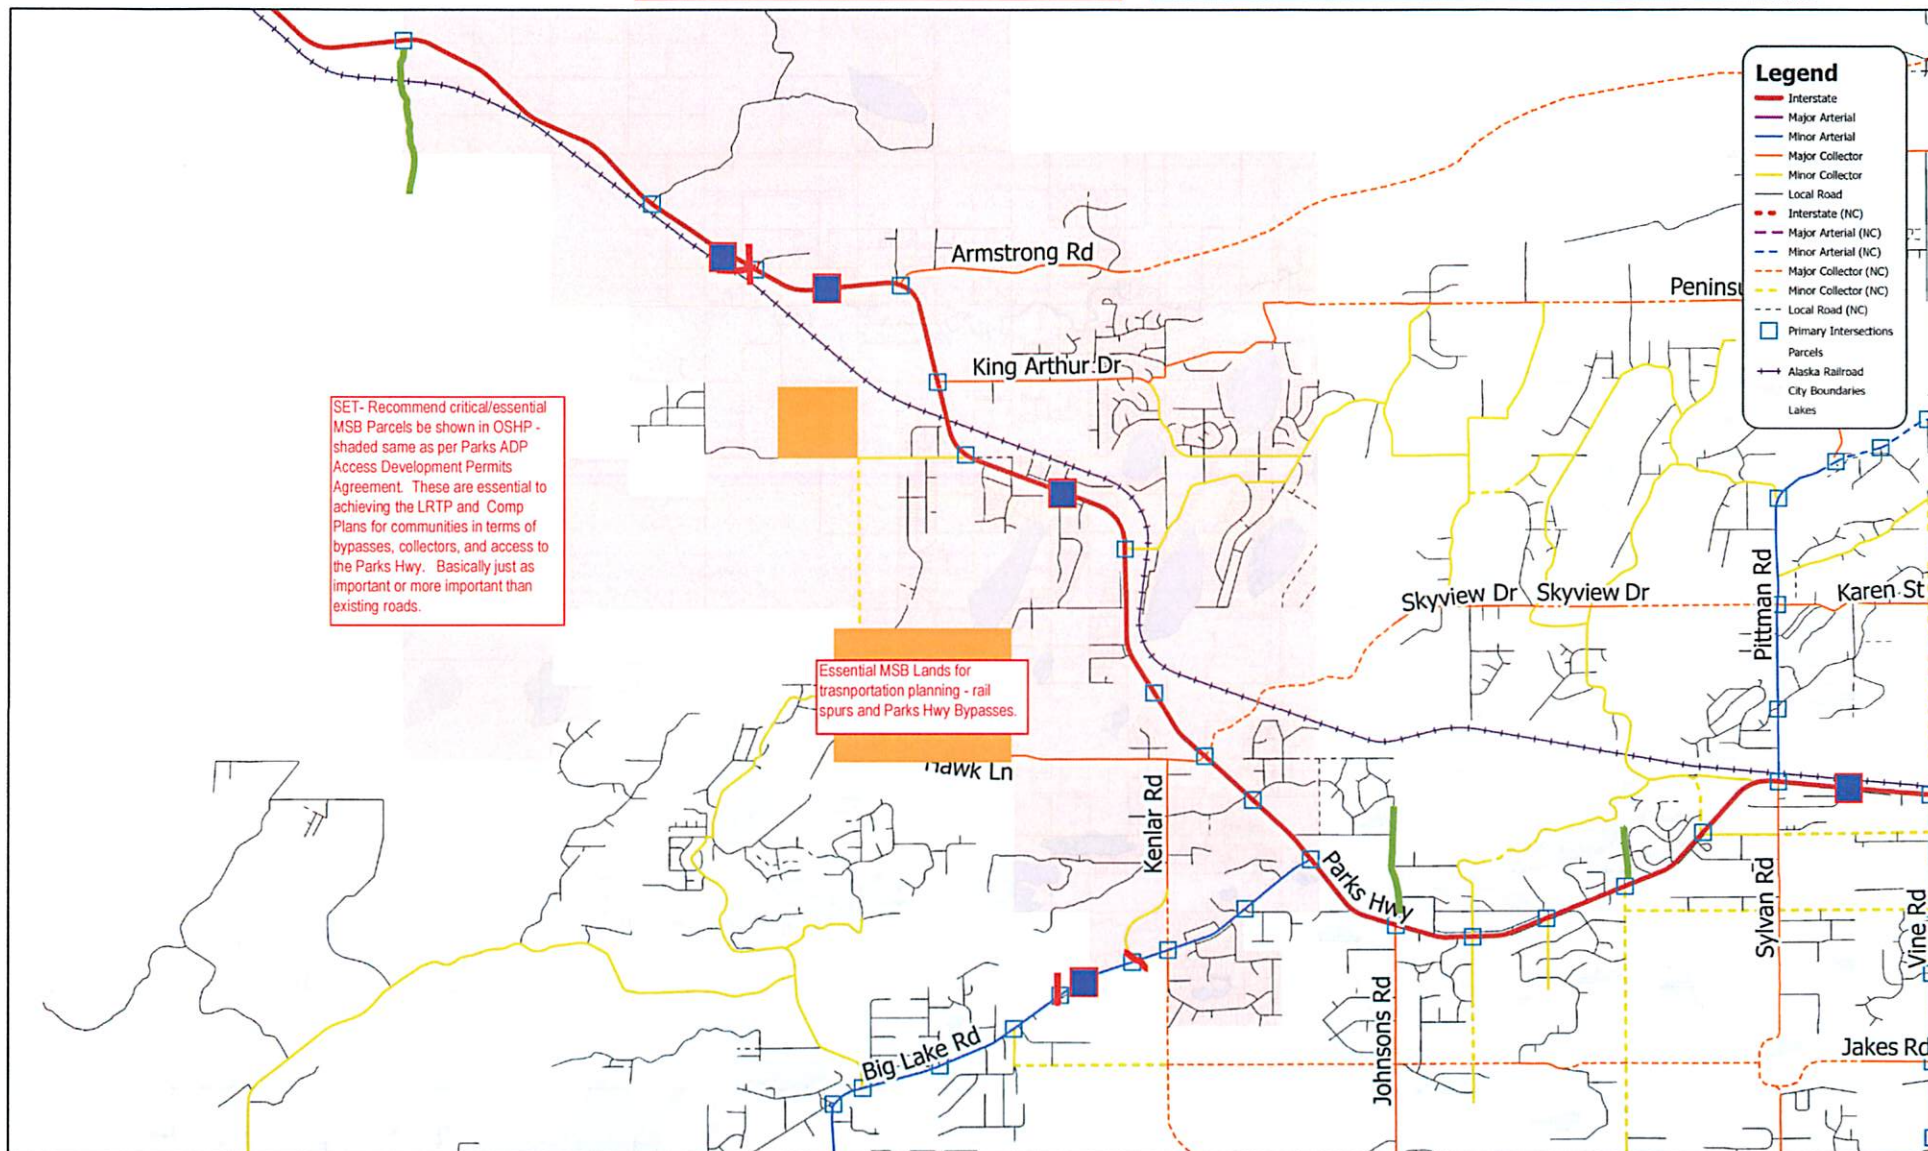 Legend
Interstate
Major Arterial
Minor Arterial
Major Collector
Minor Collector
Local Road
Interstate (NC)
Major Arterial (NC)
Minor Arterial (NC)
Major Collector (NC)
Minor Collector (NC)
Local Road (NC)
Primary Intersections
Parcels
Alaska Railroad
City Boundaries
Lakes
Armstrong Rd
Peninsu
King Arthur Dr
SET- Recommend critical/essential
MSB Parcels be shown in OSHP -
shaded same as per Parks ADP
Access Development Permits
Agreement. These are essential to
achieving the LRTP and Comp
Plans for communities in terms of
bypasses, collectors, and access to
the Parks Hwy. Basically just as
important or more important than
existing roads.
Skyview Dr
Skyview Dr
Pittman Rd
Karen St
Essential MSB Lands for
trasnportation planning - rail
spurs and Parks Hwy Bypasses.
Hawk Ln
Kenlar Rd
Parks Hwy
Sylvan Rd
Vine Rd
Johnsons Rd
Big Lake Rd
Jakes Rd